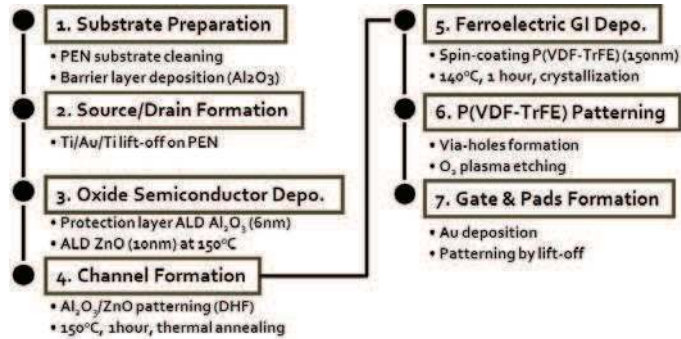 1. Substrate Preparation
• PEN substrate cleaning
• Barrier layer deposition (Al2O3)
2. Source/Drain Formation
• Ti/Au/Ti lift-off on PEN
3. Oxide Semiconductor Depo.
• Protection layer ALD Al₂O₃ (6nm)
• ALD ZnO (10nm) at 150°C
4. Channel Formation
• Al₂O₃/ZnO patterning (DHF)
• 150°C, 1hour, thermal annealing
5. Ferroelectric GI Depo.
• Spin-coating P(VDF-TrFE) (150nm)
• 140°C, 1 hour, crystallization
6. P(VDF-TrFE) Patterning
• Via-holes formation
• O₂ plasma etching
7. Gate & Pads Formation
• Au deposition
• Patterning by lift-off